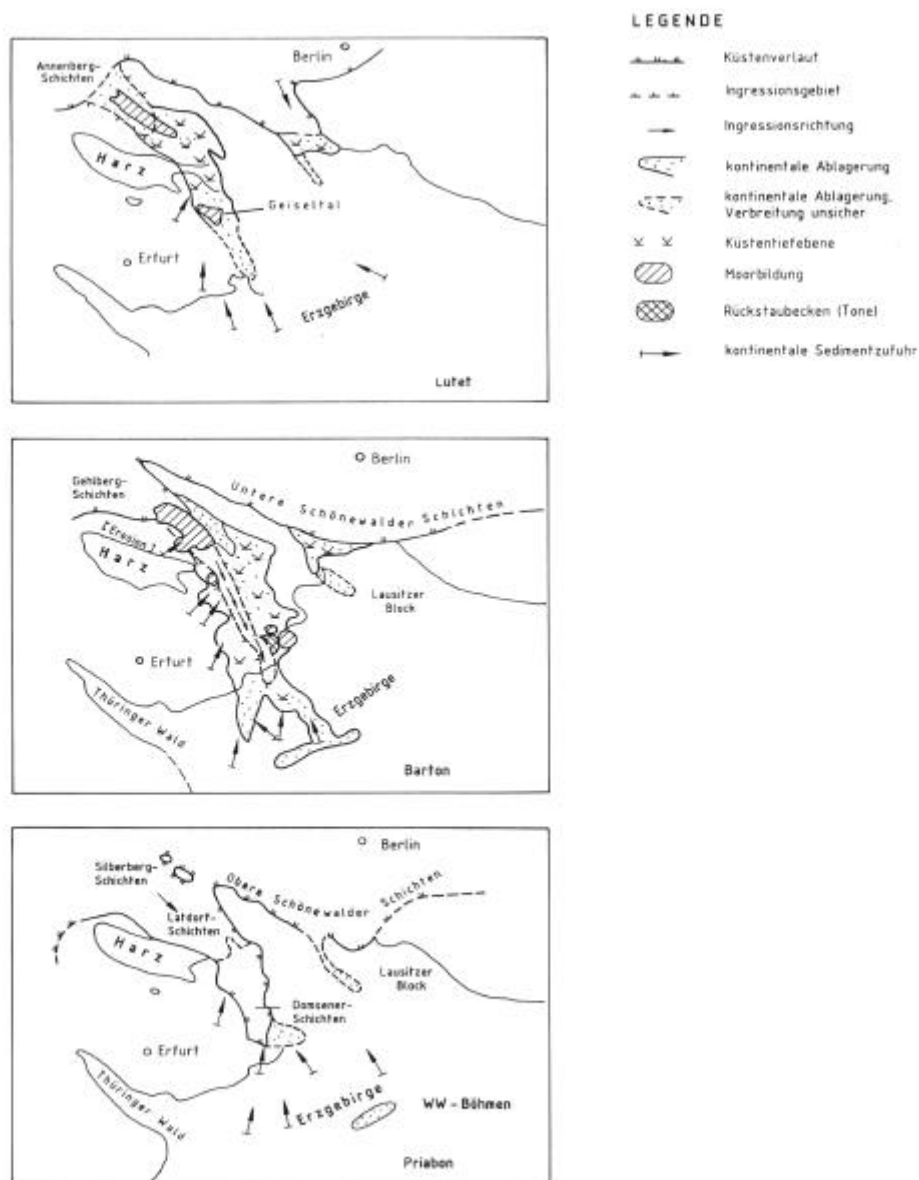 LEGENDE
Küstenverlauf
Ingressionsgebiet
Ingressionsrichtung
kontinentale Ablagerung
kontinentale Ablagerung,
Verbreitung unsicher
Küstentiefebene
Moorbildung
Rückstaubecken (Tone)
kontinentale Sedimentzufuhr
Annenberg-
Schichten
Berlin
Harz
Geiseltal
Erfurt
Erzgebirge
Lutet
Berlin
Gehlberg-
Schichten
Untere Schönewalder Schichten
[Erosion]
Harz
Lausitzer
Block
Erfurt
Thüringer Wald
Erzgebirge
Barton
Berlin
Silberberg-
Schichten
Obere Schönewalder Schichten
Latdorf-
Schichten
Harz
Lausitzer
Block
Domsener-
Schichten
Erfurt
Thüringer Wald
Erzgebirge
WW-Böhmen
Priabon